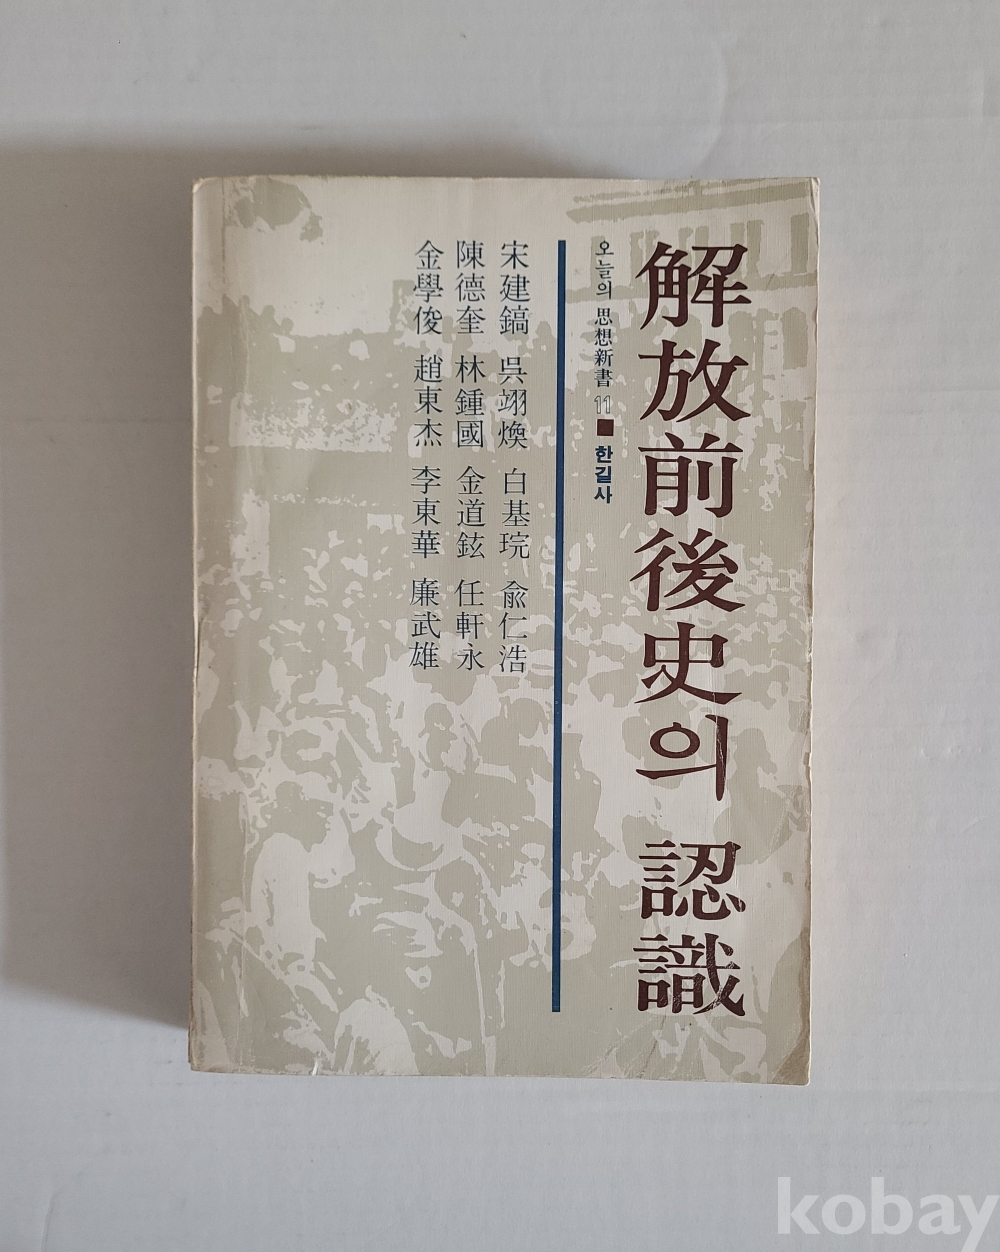 解放前後史의 認識
오늘의 思想新書 11 ■ 한길사
宋建鎬 吳翊煥 白基琓 兪仁浩
陳德奎 林鍾國 金道鉉 任軒永
金學俊 趙東杰 李東華 廉武雄
kobay